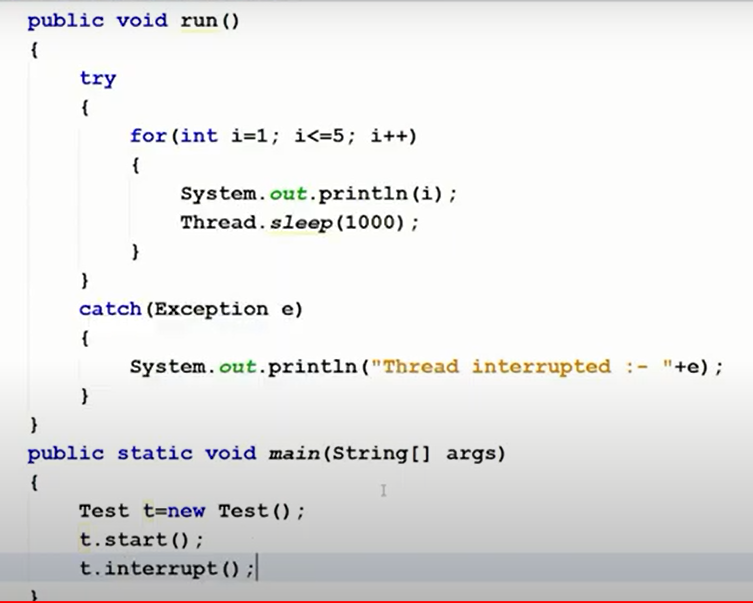 public void run()
{
try
{
for(int i=1; i<=5; i++)
{
System.out.println(i);
Thread.sleep(1000);
}
}
catch(Exception e)
{
System.out.println("Thread interrupted :- "+e);
}
}
public static void main(String[] args)
{
Test t=new Test();
t.start();
t.interrupt();
}